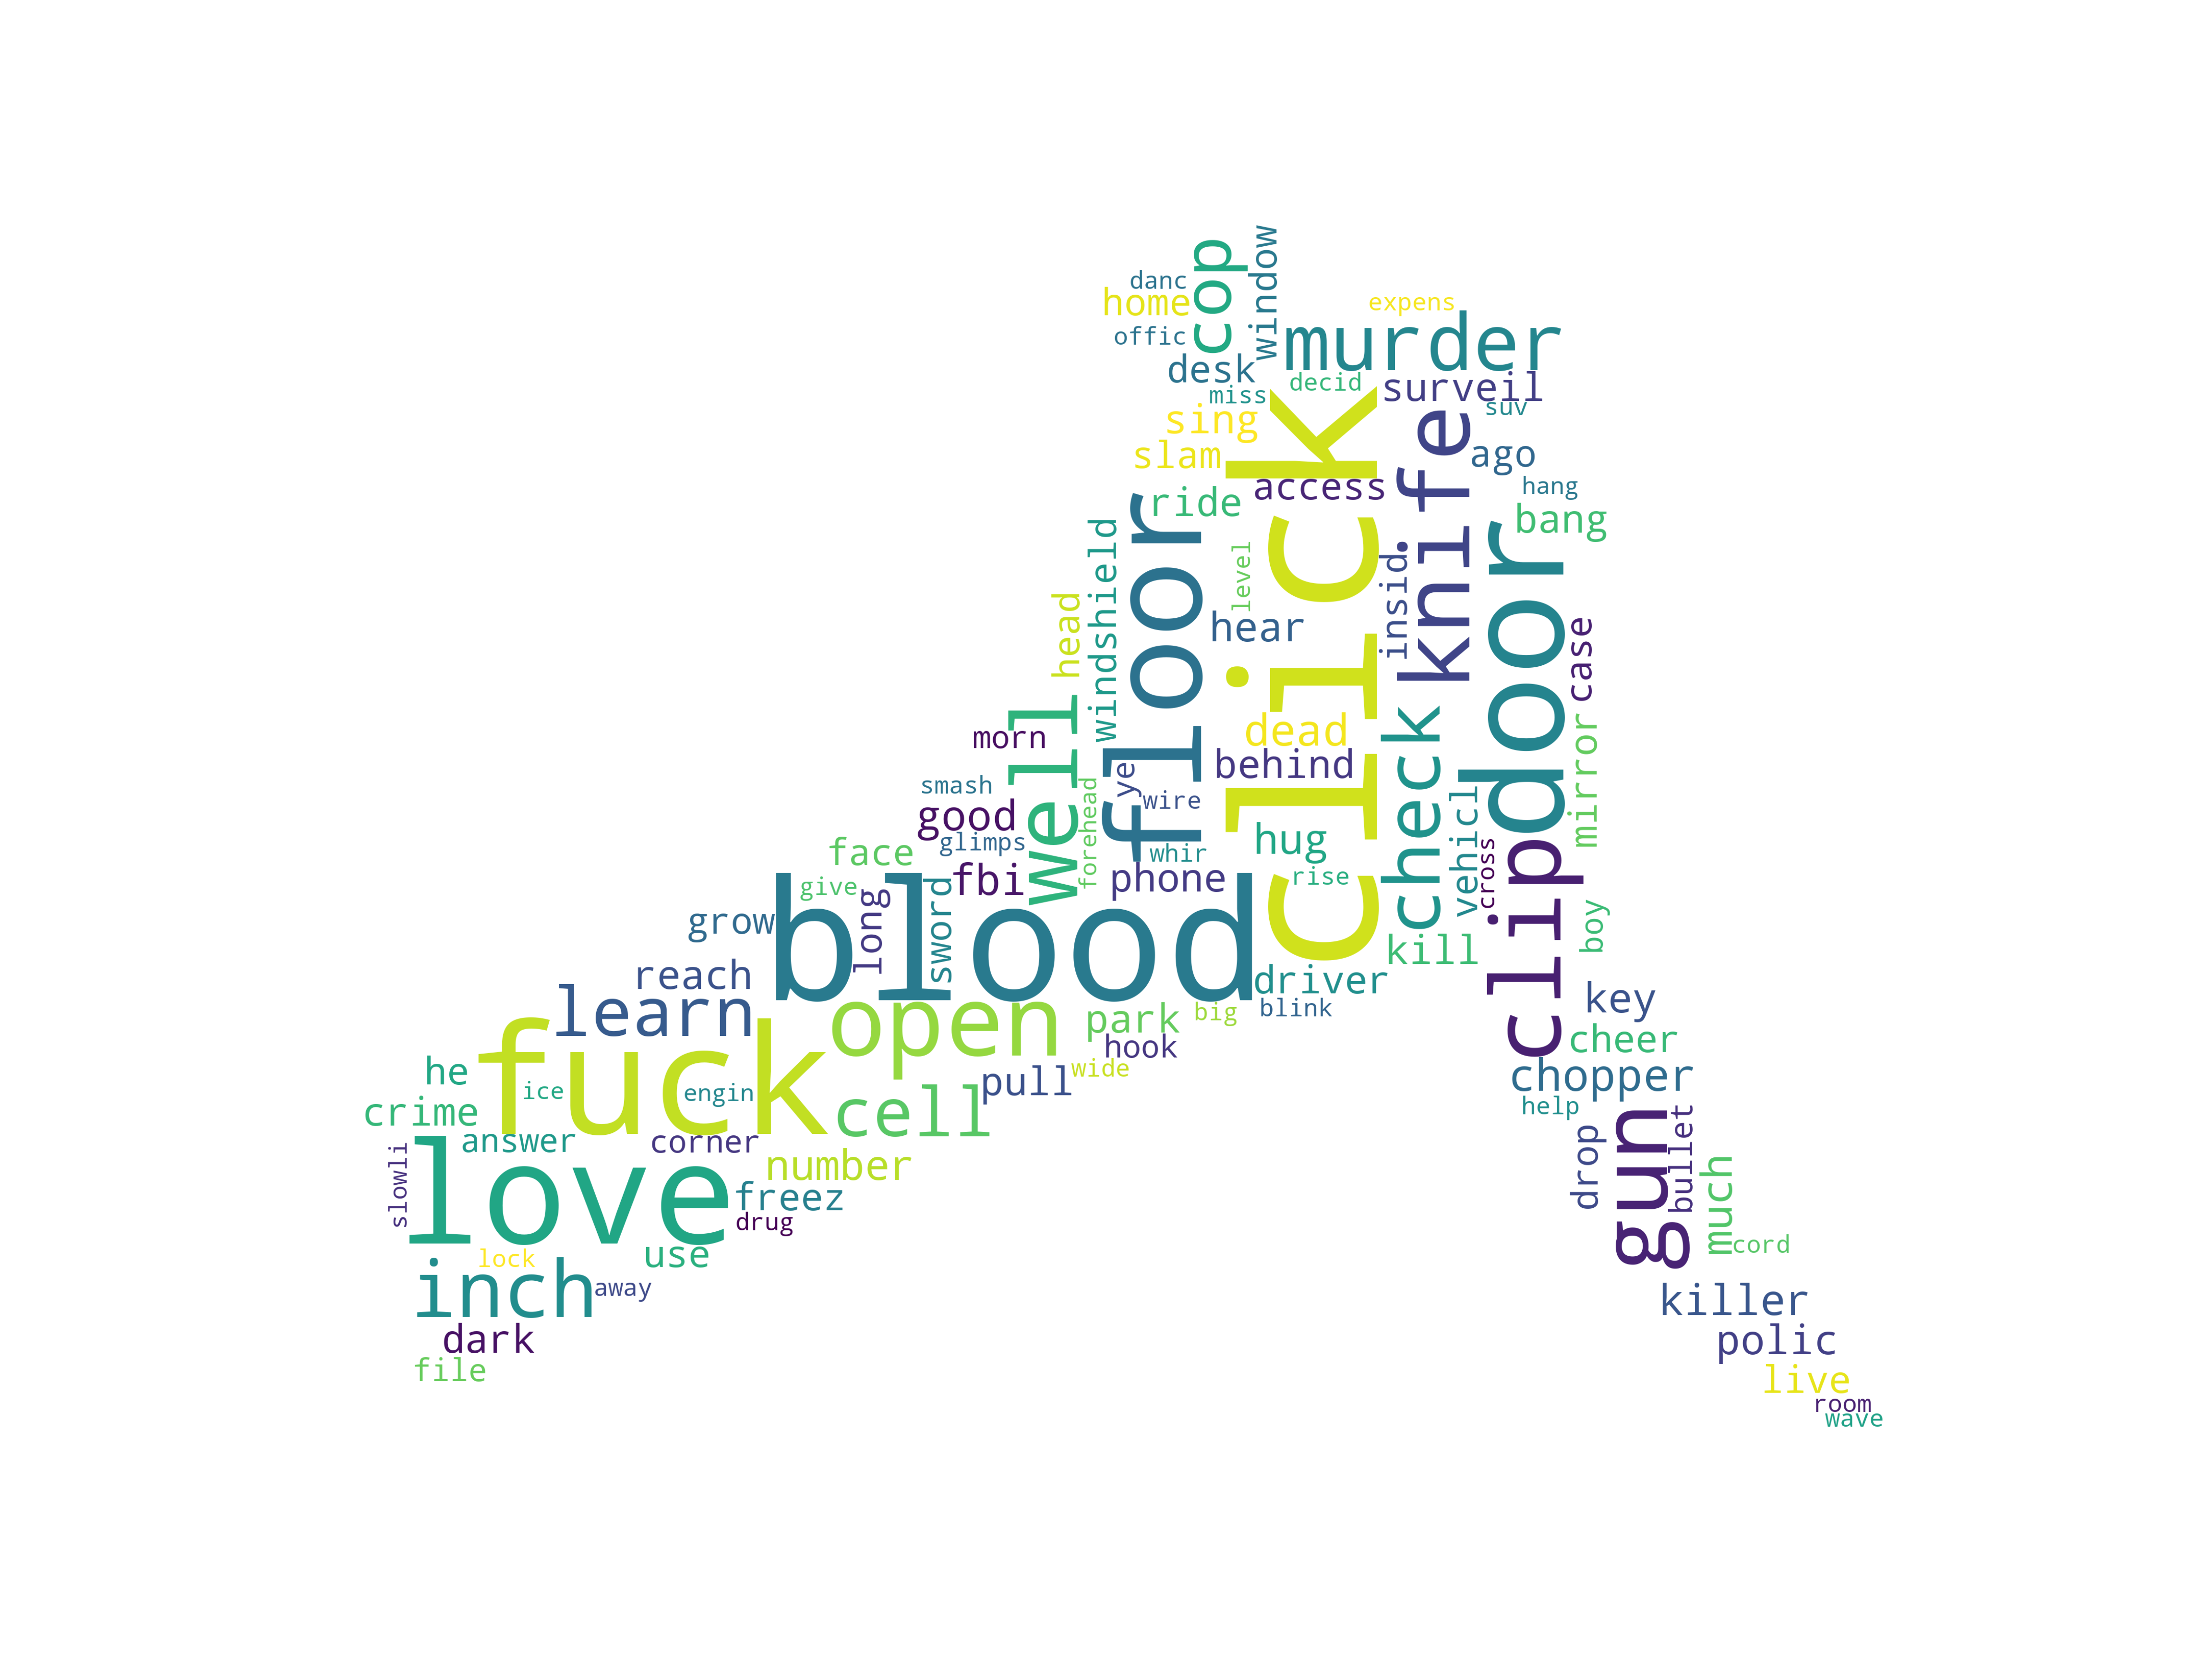 cop
window
danc
home
expens
offic
murder
desk
decid
surveil
miss
suv
sing
slam
ago
click
knife
access
hang
ride
bang
floor
windshield
door
level
insid
head
hear
case
well
check
dead
mirror
morn
behind
ye
wire
smash
forehead
vehicl
good
glimps
hug
cross
face
whir
clip
fbi
phone
rise
give
blood
long
sword
boy
grow
kill
reach
driver
learn
open
park
big
blink
key
fuck
hook
cheer
he
pull
wide
chopper
ice
engin
cell
help
crime
gun
bullet
love
answer
corner
drop
slowli
number
much
freez
drug
lock
use
cord
inch
away
killer
dark
polic
file
live
room
wave